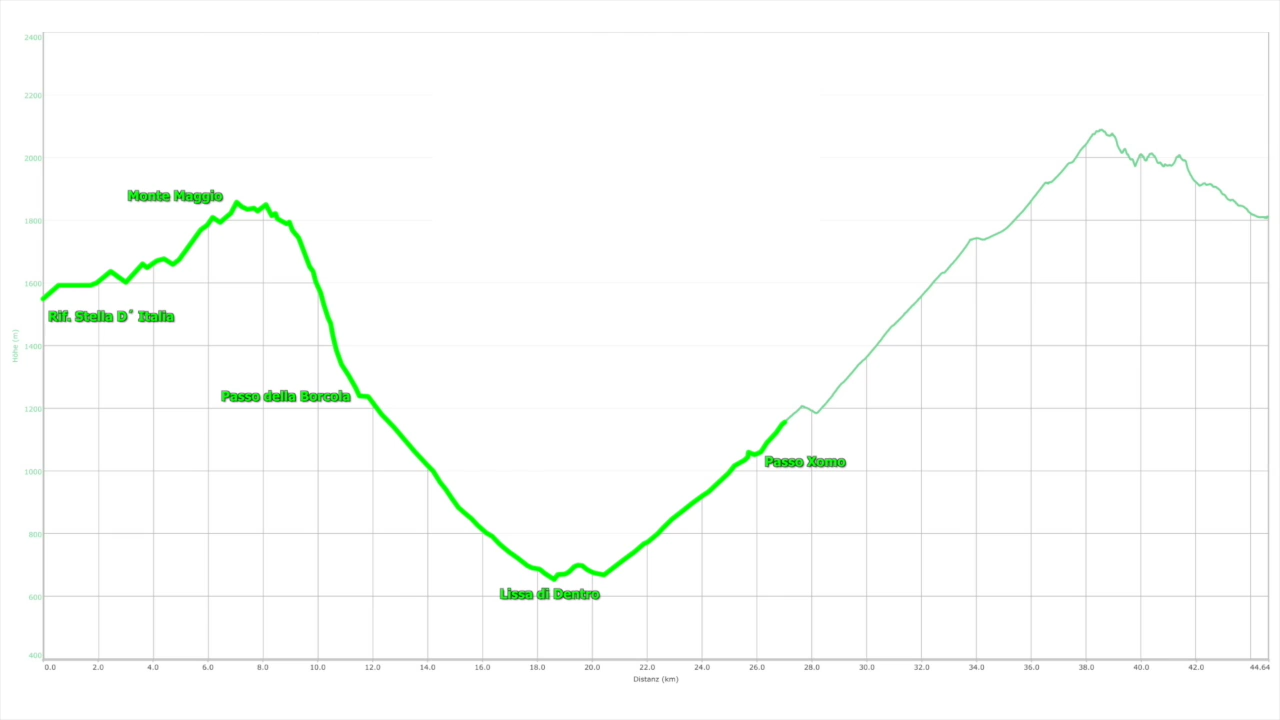 2400
2200
2000
Monte Maggio
1800
1600
Rif. Stella D´ Italia
1400
Höhe (m)
Passo della Borcola
1200
Passo Xomo
1000
800
Lissa di Dentro
600
400
0.0 2.0 4.0 6.0 8.0 10.0 12.0 14.0 16.0 18.0 20.0 22.0 24.0 26.0 28.0 30.0 32.0 34.0 36.0 38.0 40.0 42.0 44.64
Distanz (km)